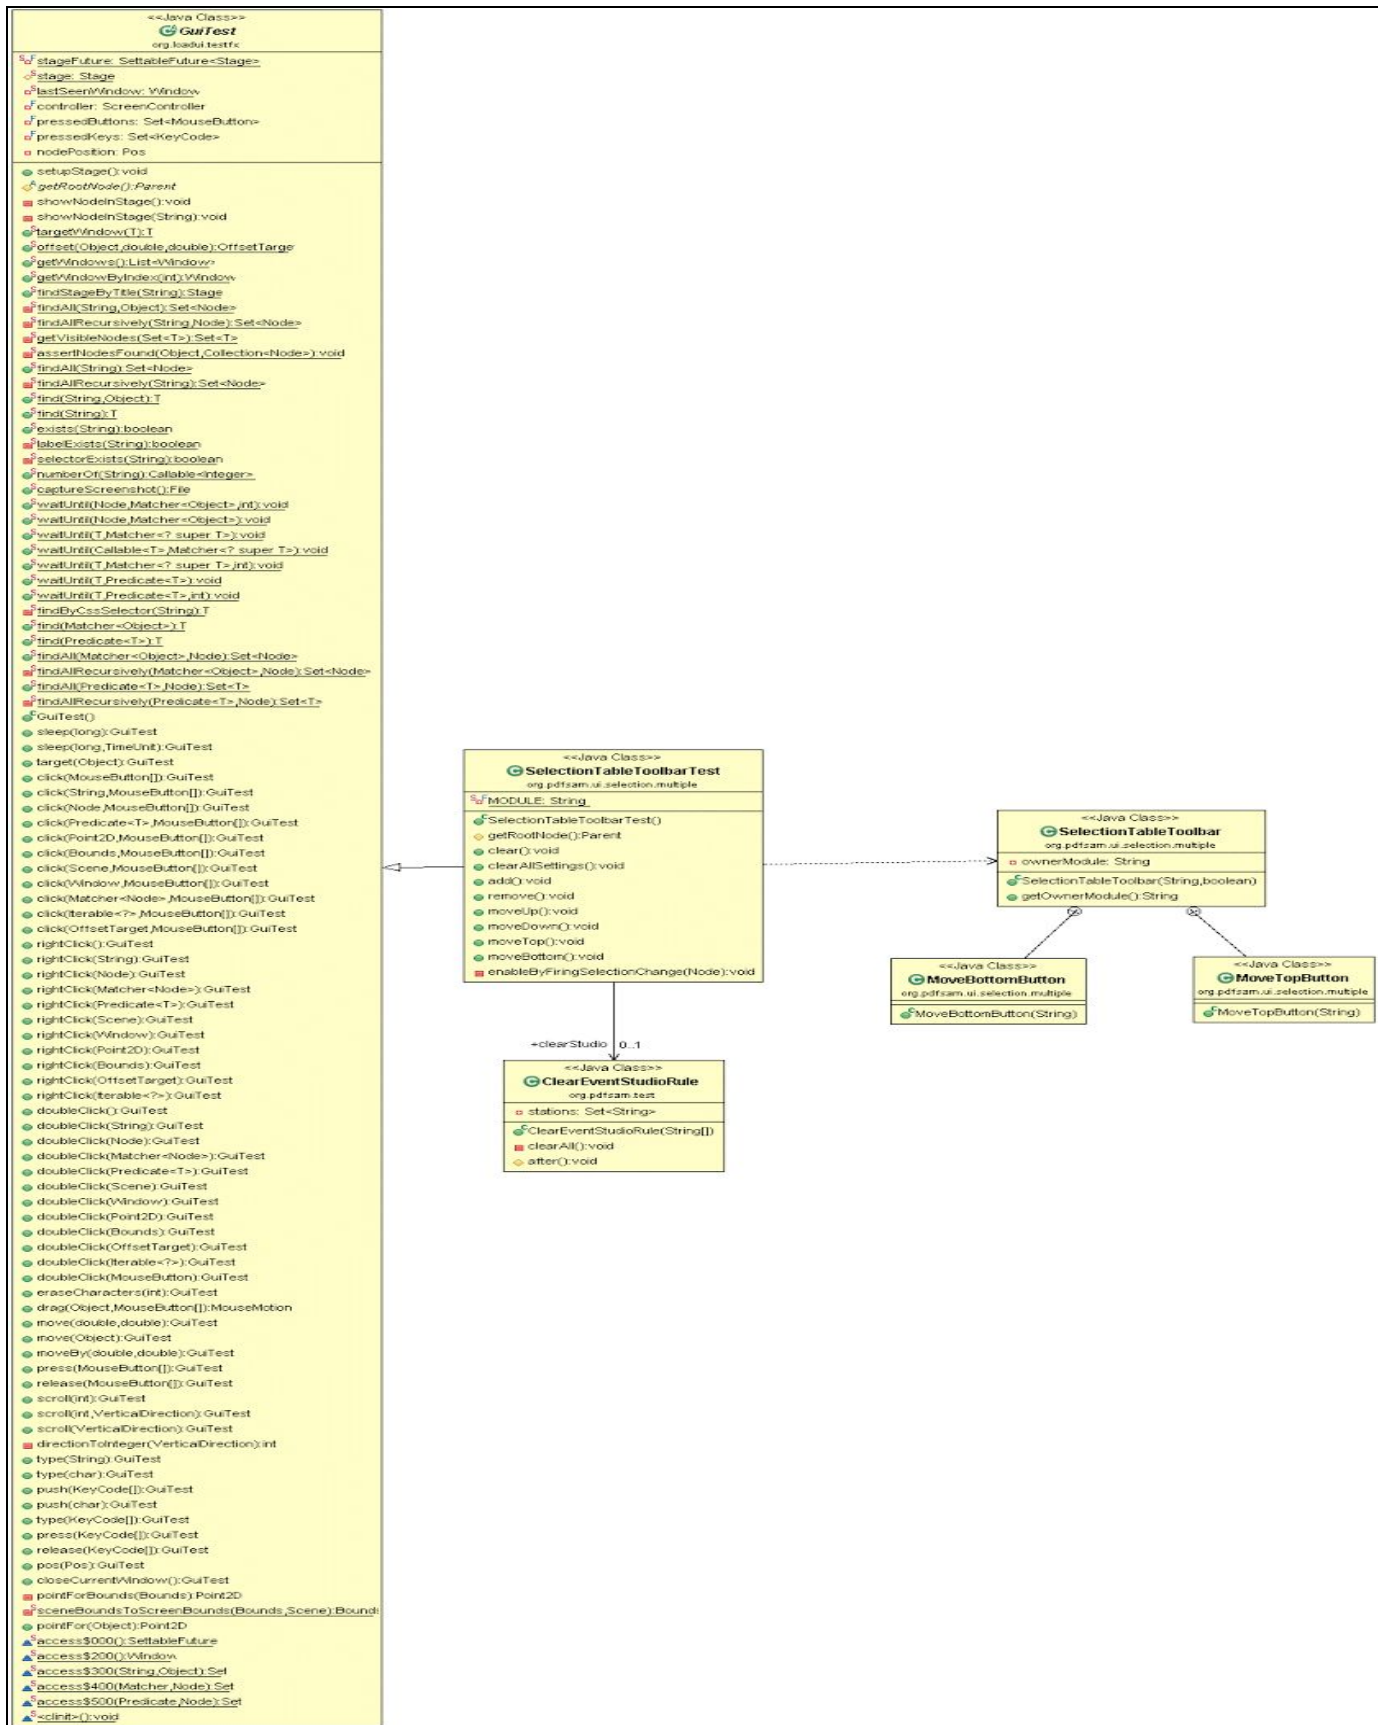 <<Java Class>>
GuiTest
org.loadui.testfx
stageFuture: SettableFuture<Stage>
stage: Stage
lastSeenWindow: Window
controller: ScreenController
pressedButtons: Set<MouseButton>
pressedKeys: Set<KeyCode>
nodePosition: Pos
setupStage():void
getRootNode():Parent
showNodeInStage():void
showNodeInStage(String):void
targetWindow(T):T
offset(Object,double,double):OffsetTarge
getWindows():List<Window>
getWindowByIndex(int):Window
findStageByTitle(String):Stage
findAll(String,Object):Set<Node>
findAllRecursively(String,Node):Set<Node>
getVisibleNodes(Set<T>):Set<T>
assertNodesFound(Object,Collection<Node>):void
findAll(String):Set<Node>
findAllRecursively(String):Set<Node>
find(String,Object):T
find(String):T
exists(String):boolean
labelExists(String):boolean
selectorExists(String):boolean
numberOf(String):Callable<Integer>
captureScreenshot():File
waitUntil(Node,Matcher<Object>,int):void
waitUntil(Node,Matcher<Object>):void
waitUntil(T,Matcher<? super T>):void
waitUntil(Callable<T>,Matcher<? super T>):void
waitUntil(T,Matcher<? super T>,int):void
waitUntil(T,Predicate<T>):void
waitUntil(T,Predicate<T>,int):void
findByCssSelector(String):T
find(Matcher<Object>):T
find(Predicate<T>):T
findAll(Matcher<Object>,Node):Set<Node>
findAllRecursively(Matcher<Object>,Node):Set<Node>
findAll(Predicate<T>,Node):Set<T>
findAllRecursively(Predicate<T>,Node):Set<T>
GuiTest()
sleep(long):GuiTest
sleep(long,TimeUnit):GuiTest
target(Object):GuiTest
click(MouseButton[]):GuiTest
click(String,MouseButton[]):GuiTest
click(Node,MouseButton[]):GuiTest
click(Predicate<T>,MouseButton[]):GuiTest
click(Point2D,MouseButton[]):GuiTest
click(Bounds,MouseButton[]):GuiTest
click(Scene,MouseButton[]):GuiTest
click(Window,MouseButton[]):GuiTest
click(Matcher<Node>,MouseButton[]):GuiTest
click(Iterable<?>,MouseButton[]):GuiTest
click(OffsetTarget,MouseButton[]):GuiTest
rightClick():GuiTest
rightClick(String):GuiTest
rightClick(Node):GuiTest
rightClick(Matcher<Node>):GuiTest
rightClick(Predicate<T>):GuiTest
rightClick(Scene):GuiTest
rightClick(Window):GuiTest
rightClick(Point2D):GuiTest
rightClick(Bounds):GuiTest
rightClick(OffsetTarget):GuiTest
rightClick(Iterable<?>):GuiTest
doubleClick():GuiTest
doubleClick(String):GuiTest
doubleClick(Node):GuiTest
doubleClick(Matcher<Node>):GuiTest
doubleClick(Predicate<T>):GuiTest
doubleClick(Scene):GuiTest
doubleClick(Window):GuiTest
doubleClick(Point2D):GuiTest
doubleClick(Bounds):GuiTest
doubleClick(OffsetTarget):GuiTest
doubleClick(Iterable<?>):GuiTest
doubleClick(MouseButton):GuiTest
eraseCharacters(int):GuiTest
drag(Object,MouseButton[]):MouseMotion
move(double,double):GuiTest
move(Object):GuiTest
moveBy(double,double):GuiTest
press(MouseButton[]):GuiTest
release(MouseButton[]):GuiTest
scroll(int):GuiTest
scroll(int,VerticalDirection):GuiTest
scroll(VerticalDirection):GuiTest
directionToInteger(VerticalDirection):int
type(String):GuiTest
type(char):GuiTest
push(KeyCode[]):GuiTest
push(char):GuiTest
type(KeyCode[]):GuiTest
press(KeyCode[]):GuiTest
release(KeyCode[]):GuiTest
pos(Pos):GuiTest
closeCurrentWindow():GuiTest
pointForBounds(Bounds):Point2D
sceneBoundsToScreenBounds(Bounds,Scene):Bound
pointFor(Object):Point2D
access$000():SettableFuture
access$200():Window
access$300(String,Object):Set
access$400(Matcher,Node):Set
access$500(Predicate,Node):Set
<clinit>():void
<<Java Class>>
SelectionTableToolbarTest
org.pdfsam.ui.selection.multiple
MODULE: String
SelectionTableToolbarTest()
getRootNode():Parent
clear():void
clearAllSettings():void
add():void
remove():void
moveUp():void
moveDown():void
moveTop():void
moveBottom():void
enableByFiringSelectionChange(Node):void
+clearStudio 0..1
<<Java Class>>
ClearEventStudioRule
org.pdfsam.test
stations: Set<String>
ClearEventStudioRule(String[])
clearAll():void
after():void
<<Java Class>>
SelectionTableToolbar
org.pdfsam.ui.selection.multiple
ownerModule: String
SelectionTableToolbar(String,boolean)
getOwnerModule():String
<<Java Class>>
MoveBottomButton
org.pdfsam.ui.selection.multiple
MoveBottomButton(String)
<<Java Class>>
MoveTopButton
org.pdfsam.ui.selection.multiple
MoveTopButton(String)